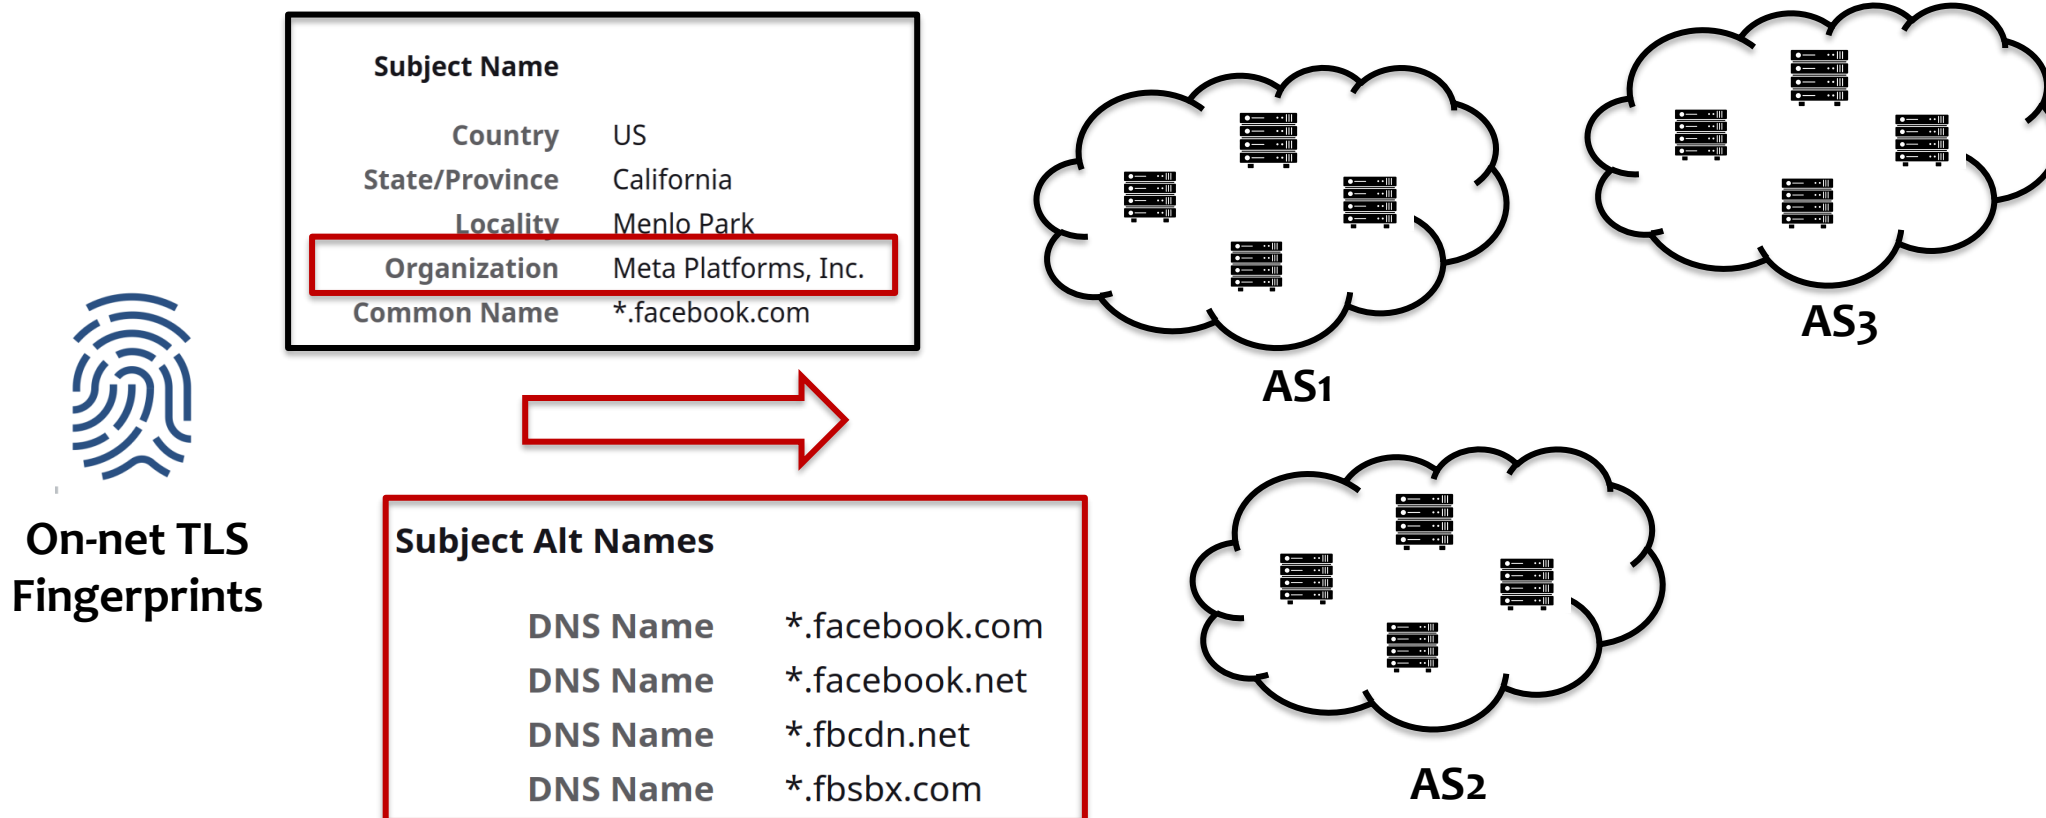 Subject Name
Country US
State/Province California
Locality Menlo Park
Organization Meta Platforms, Inc.
Common Name *.facebook.com
On-net TLS
Fingerprints
Subject Alt Names
DNS Name *.facebook.com
DNS Name *.facebook.net
DNS Name *.fbcdn.net
DNS Name *.fbsbx.com
AS1
AS3
AS2